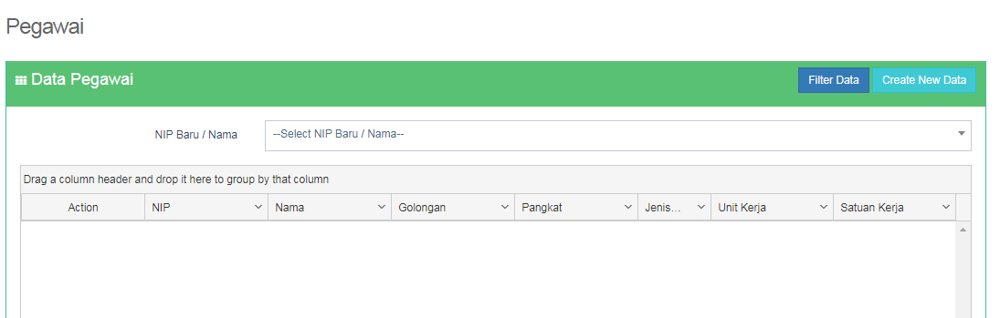 Pegawai
Data Pegawai Filter Data Create New Data
NIP Baru / Nama --Select NIP Baru / Nama--
Drag a column header and drop it here to group by that column
Action NIP Nama Golongan Pangkat Jenis... Unit Kerja Satuan Kerja